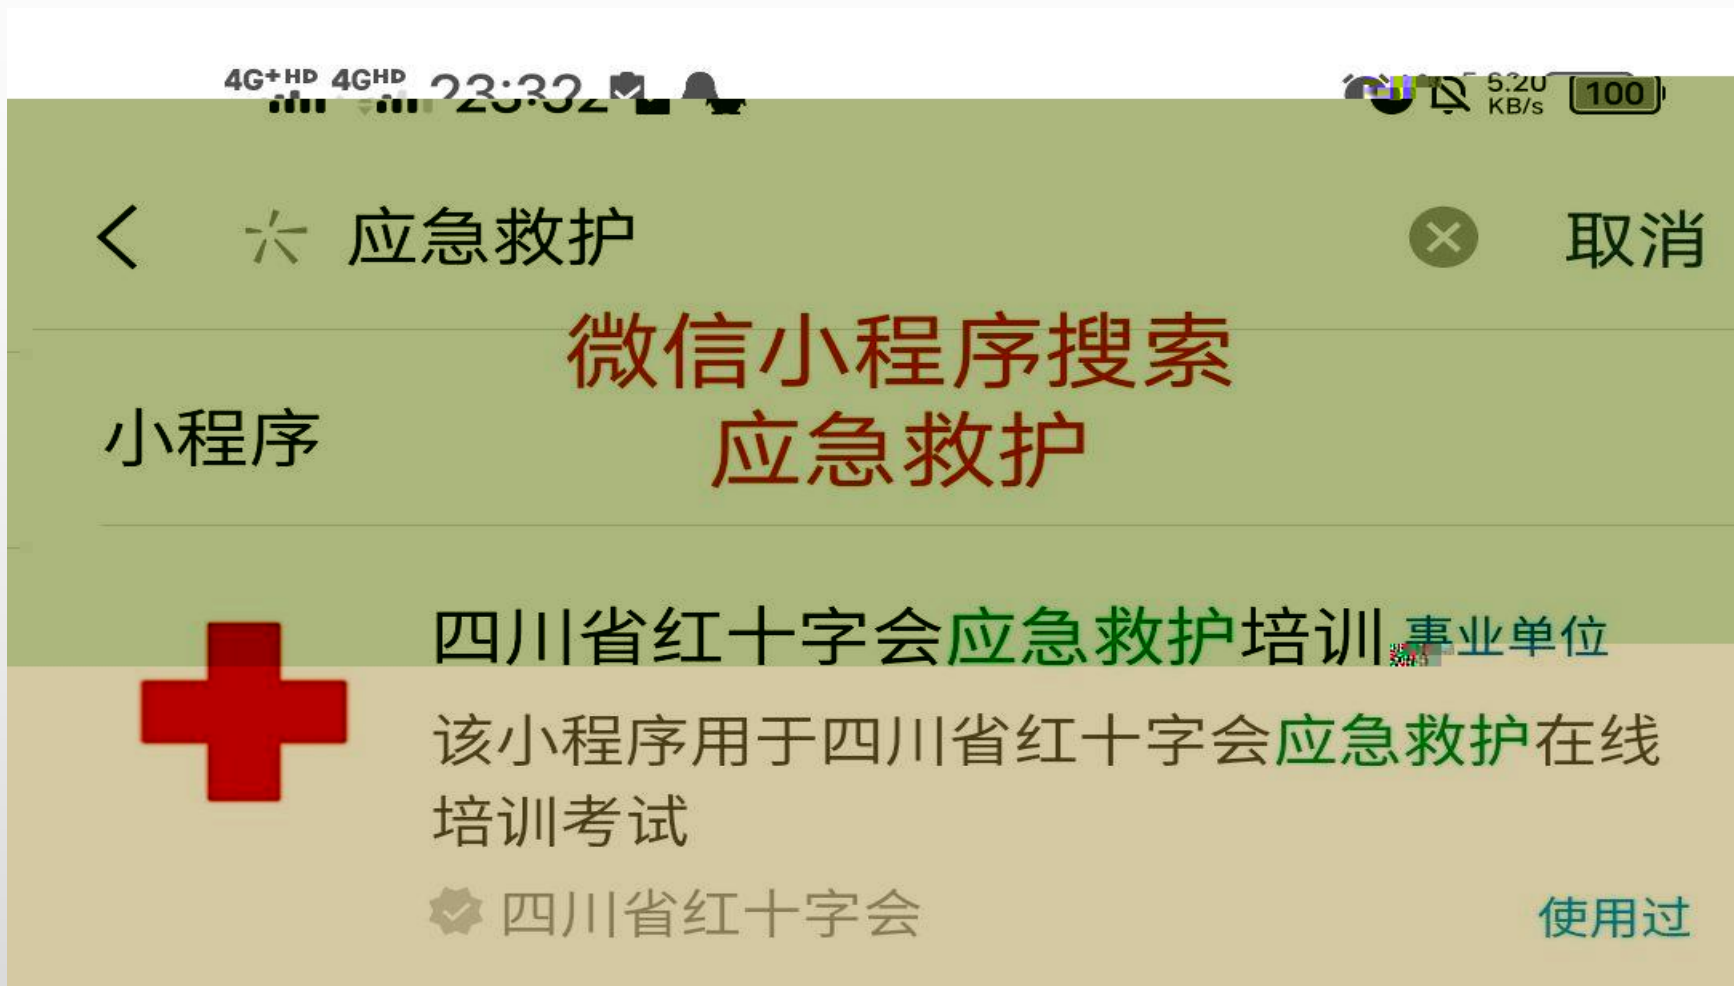 4G+HD 4GHD 23:32 5.20 KB/s 100
应急救护 取消
微信小程序搜索
应急救护
小程序
四川省红十字会应急救护培训 事业单位
该小程序用于四川省红十字会应急救护在线
培训考试
四川省红十字会 使用过